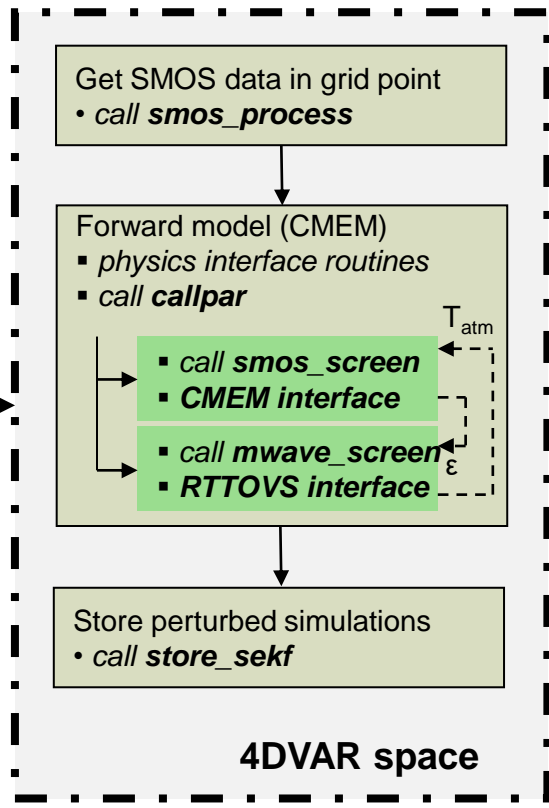 Get SMOS data in grid point
• call smos_process
Forward model (CMEM)
▪ physics interface routines
▪ call callpar
T_atm
▪ call smos_screen
▪ CMEM interface
▪ call mwave_screen
ε
▪ RTTOVS interface
Store perturbed simulations
• call store_sekf
4DVAR space